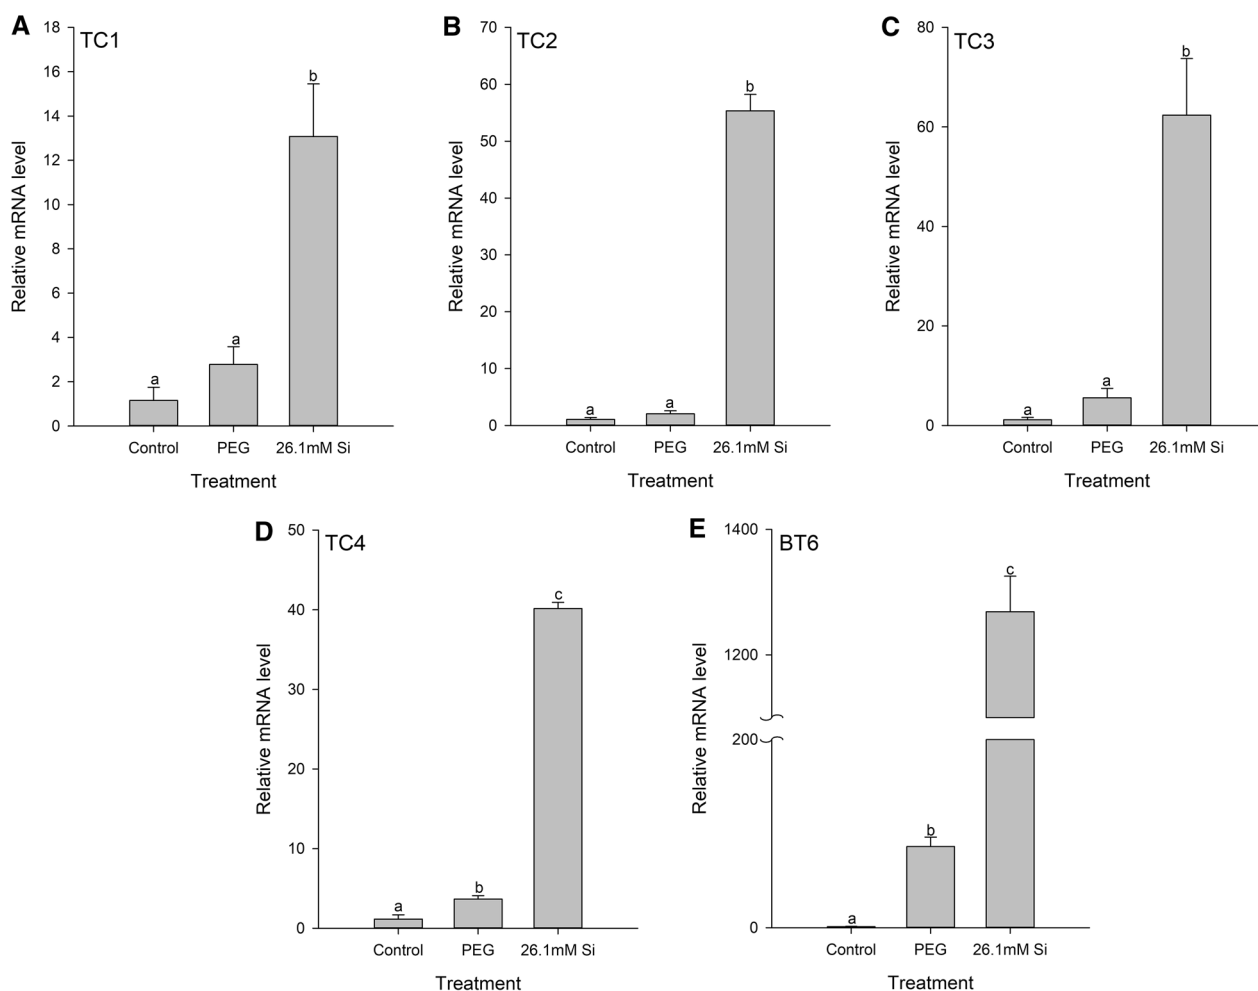 A
TC1
18
16
14
12
10
8
6
4
2
0
Relative mRNA level
a
a
b
Control PEG 26.1mM Si
Treatment
B
TC2
70
60
50
40
30
20
10
0
Relative mRNA level
a
a
b
Control PEG 26.1mM Si
Treatment
C
TC3
80
60
40
20
0
Relative mRNA level
a
a
b
Control PEG 26.1mM Si
Treatment
D
TC4
50
40
30
20
10
0
Relative mRNA level
a
b
c
Control PEG 26.1mM Si
Treatment
E
BT6
1400
1200
200
0
Relative mRNA level
a
b
c
Control PEG 26.1mM Si
Treatment